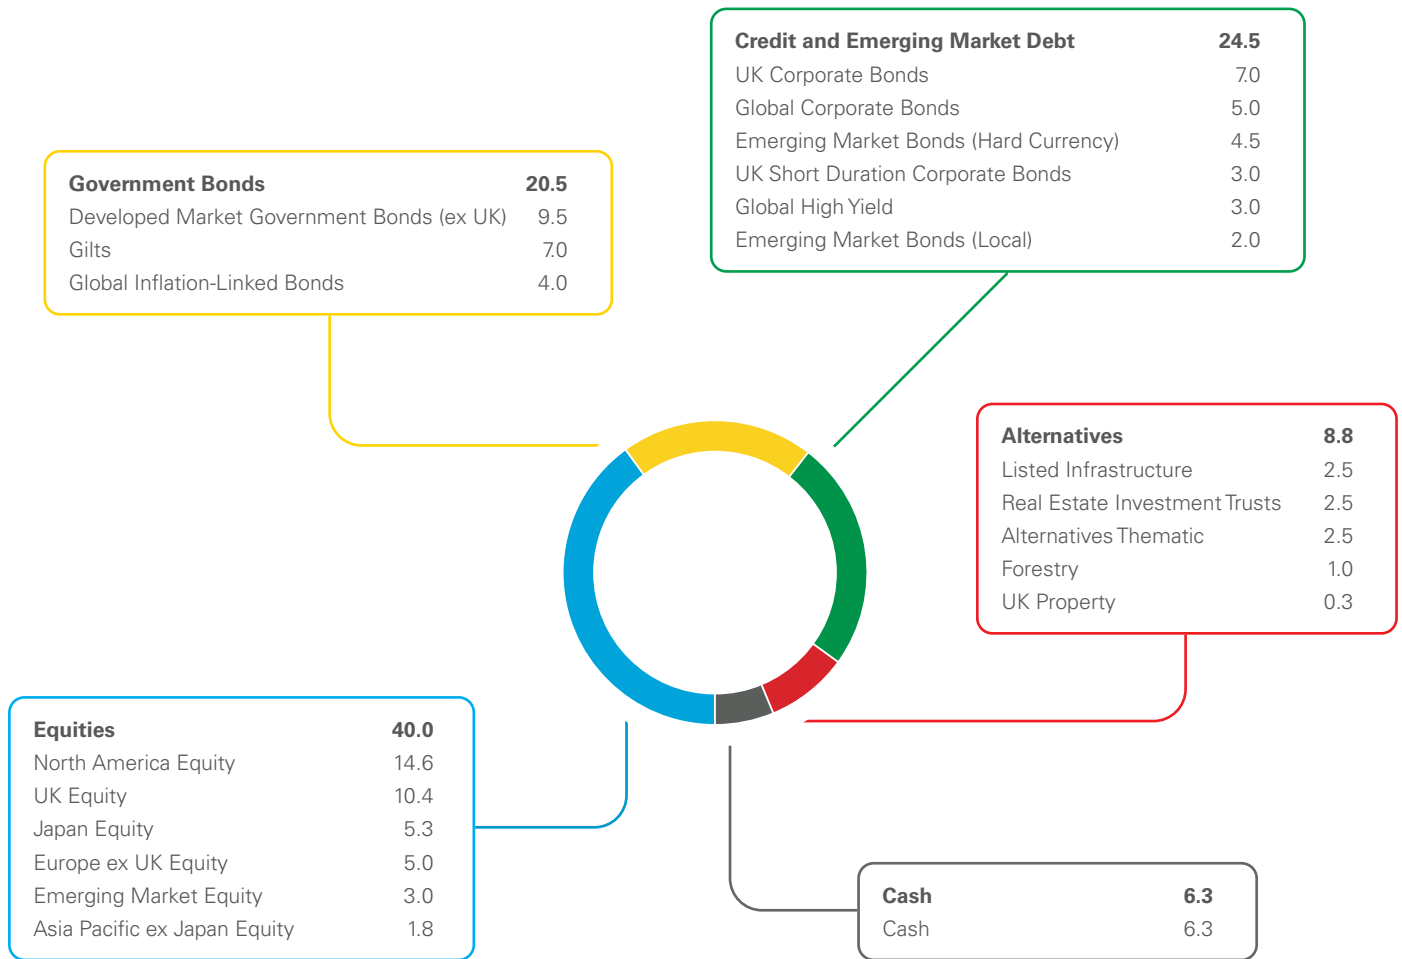 Credit and Emerging Market Debt 24.5
UK Corporate Bonds 7.0
Global Corporate Bonds 5.0
Emerging Market Bonds (Hard Currency) 4.5
UK Short Duration Corporate Bonds 3.0
Global High Yield 3.0
Emerging Market Bonds (Local) 2.0
Government Bonds 20.5
Developed Market Government Bonds (ex UK) 9.5
Gilts 7.0
Global Inflation-Linked Bonds 4.0
Alternatives 8.8
Listed Infrastructure 2.5
Real Estate Investment Trusts 2.5
Alternatives Thematic 2.5
Forestry 1.0
UK Property 0.3
Equities 40.0
North America Equity 14.6
UK Equity 10.4
Japan Equity 5.3
Europe ex UK Equity 5.0
Emerging Market Equity 3.0
Asia Pacific ex Japan Equity 1.8
Cash 6.3
Cash 6.3